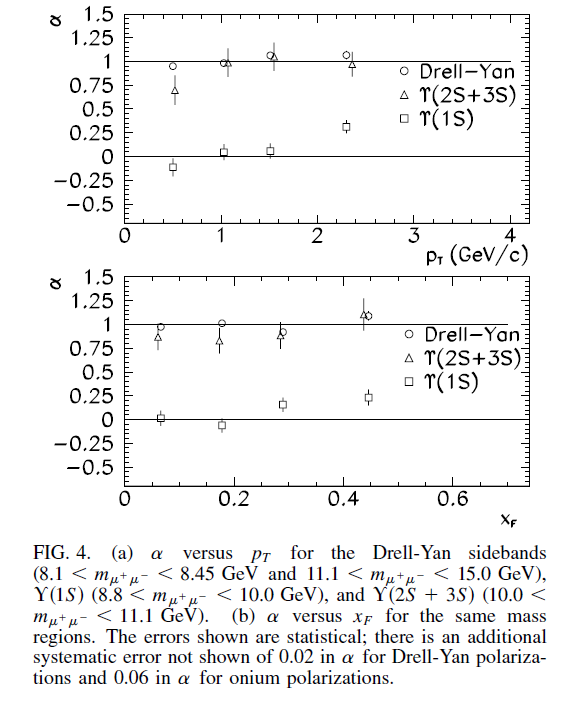 α
1.5
1.25
1
0.75
0.5
0.25
0
−0.25
−0.5
○ Drell−Yan
△ Υ(2S+3S)
□ Υ(1S)
0 1 2 3 4
p_T (GeV/c)
α
1.5
1.25
1
0.75
0.5
0.25
0
−0.25
−0.5
○ Drell−Yan
△ Υ(2S+3S)
□ Υ(1S)
0 0.2 0.4 0.6
x_F
FIG. 4. (a) α versus p_T for the Drell-Yan sidebands
(8.1 < m_μ+μ− < 8.45 GeV and 11.1 < m_μ+μ− < 15.0 GeV),
Υ(1S) (8.8 < m_μ+μ− < 10.0 GeV), and Υ(2S + 3S) (10.0 <
m_μ+μ− < 11.1 GeV). (b) α versus x_F for the same mass
regions. The errors shown are statistical; there is an additional
systematic error not shown of 0.02 in α for Drell-Yan polariza-
tions and 0.06 in α for onium polarizations.